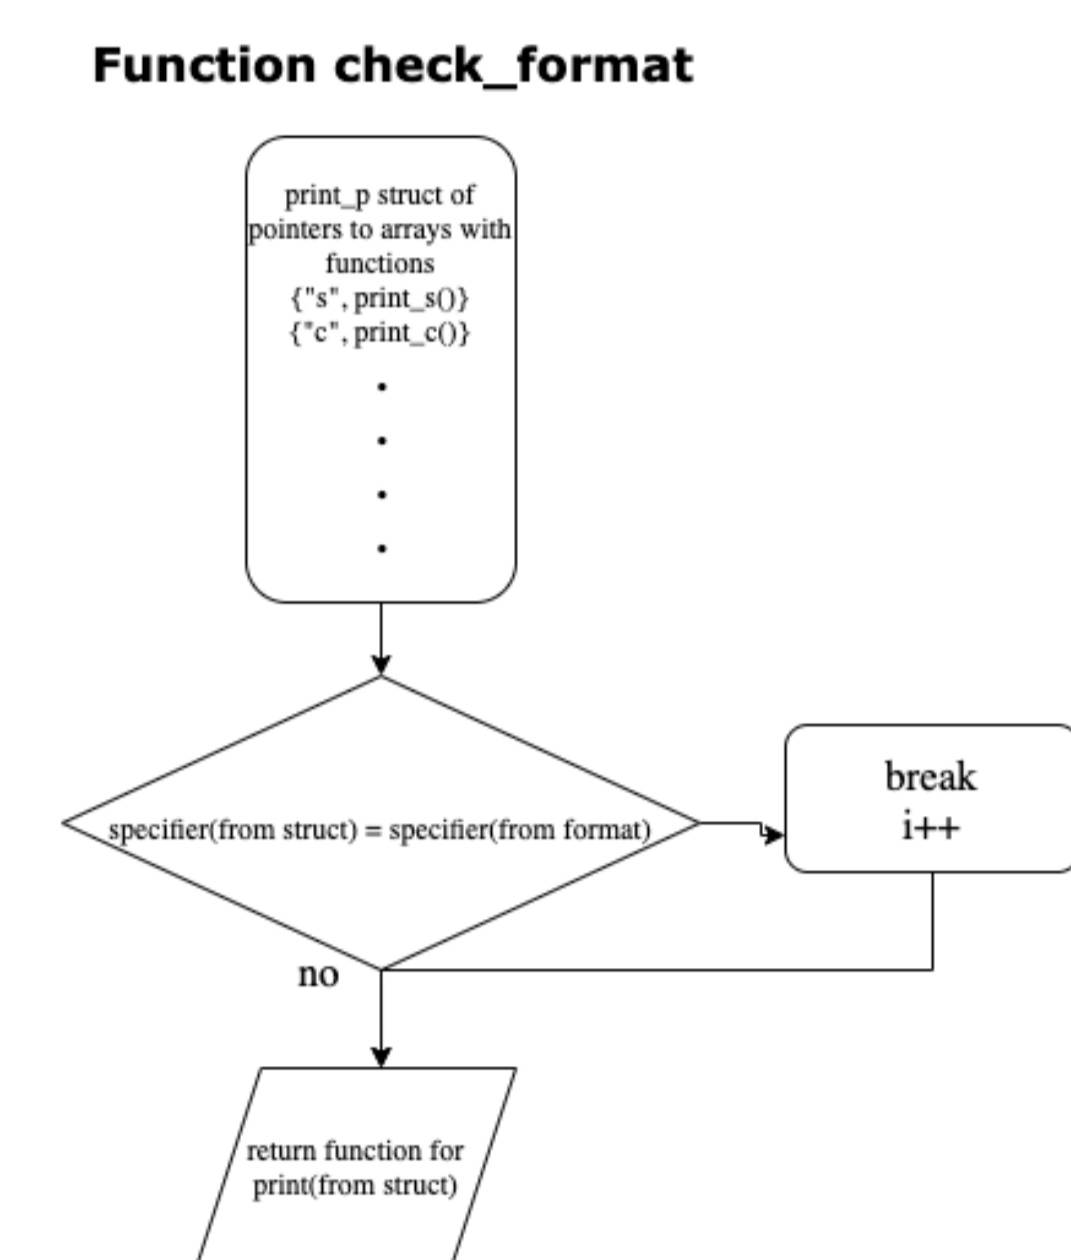 Function check_format
print_p struct of
pointers to arrays with
functions
{"s", print_s()}
{"c", print_c()}
specifier(from struct) = specifier(from format)
break
i++
no
return function for
print(from struct)